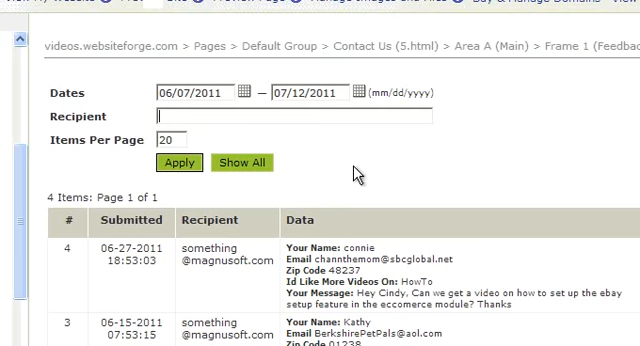 videos.websiteforge.com > Pages > Default Group > Contact Us (5.html) > Area A (Main) > Frame 1 (Feedbac
Dates 06/07/2011 — 07/12/2011 (mm/dd/yyyy)
Recipient
Items Per Page 20
Apply Show All
4 Items: Page 1 of 1
# Submitted Recipient Data
4 06-27-2011 18:53:03 something @magnusoft.com Your Name: connie
Email channthemom@sbcglobal.net
Zip Code 48237
Id Like More Videos On: HowTo
Your Message: Hey Cindy, Can we get a video on how to set up the ebay
setup feature in the eccomerce module? Thanks
3 06-15-2011 07:53:15 something @magnusoft.com Your Name: Kathy
Email BerkshirePetPals@aol.com
Zip Code 01238